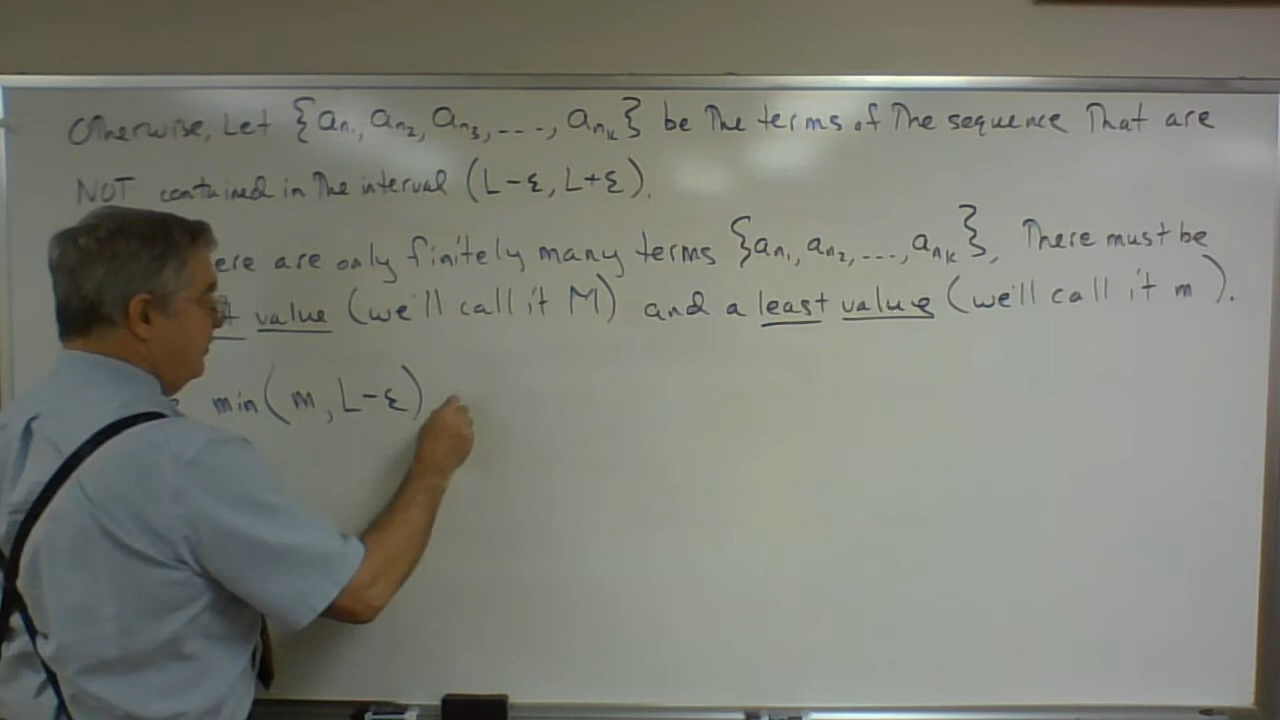 Otherwise, Let {an₁, an₂, an₃, ---, anₖ} be The terms of The sequence That are
NOT contained in The interval (L-ε, L+ε).
ere are only finitely many terms {an₁, an₂, ..., anₖ}, There must be
value (we'll call it M) and a least value (we'll call it m).
min(m, L-ε)